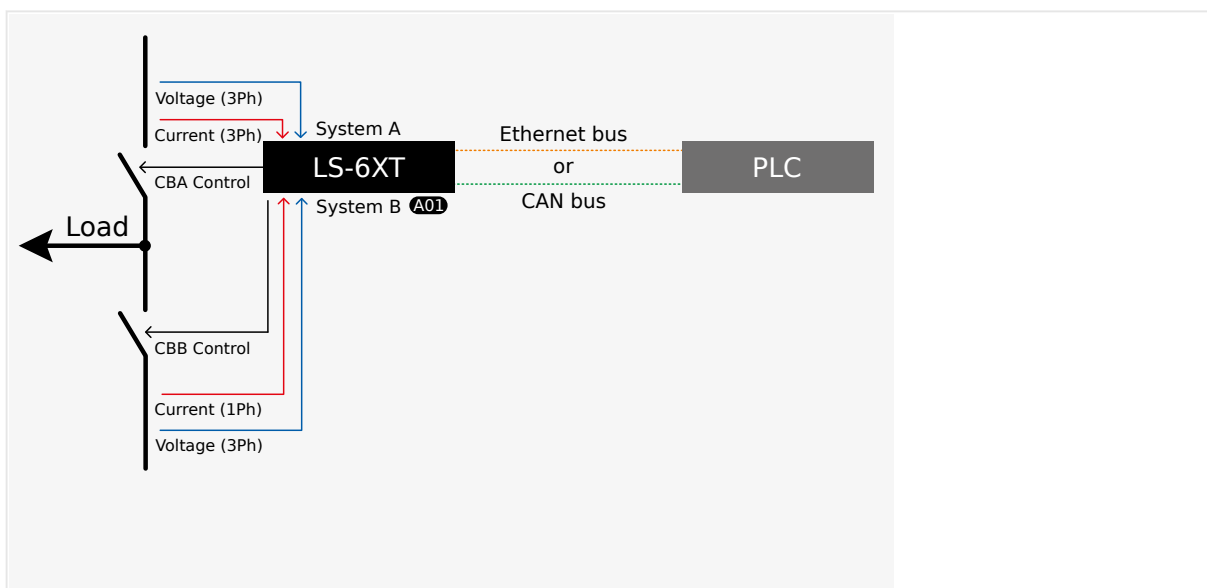 Voltage (3Ph)
Current (3Ph)
System A
Ethernet bus
LS-6XT
or
PLC
CBA Control
System B A01
CAN bus
Load
CBB Control
Current (1Ph)
Voltage (3Ph)